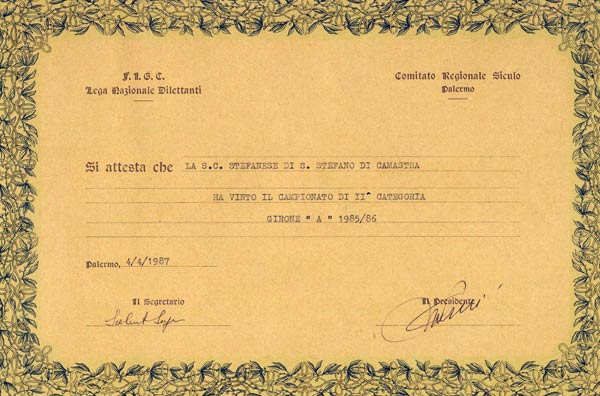 F.I.G.C.
Lega Nazionale Dilettanti
Comitato Regionale Siculo
Palermo
Si attesta che LA S.C. STEFANESE DI S. STEFANO DI CAMASTRA
HA VINTO IL CAMPIONATO DI II^ CATEGORIA
GIRONE " A " 1985/86
Palermo, 4/4/1987
Il Segretario
Il Presidente